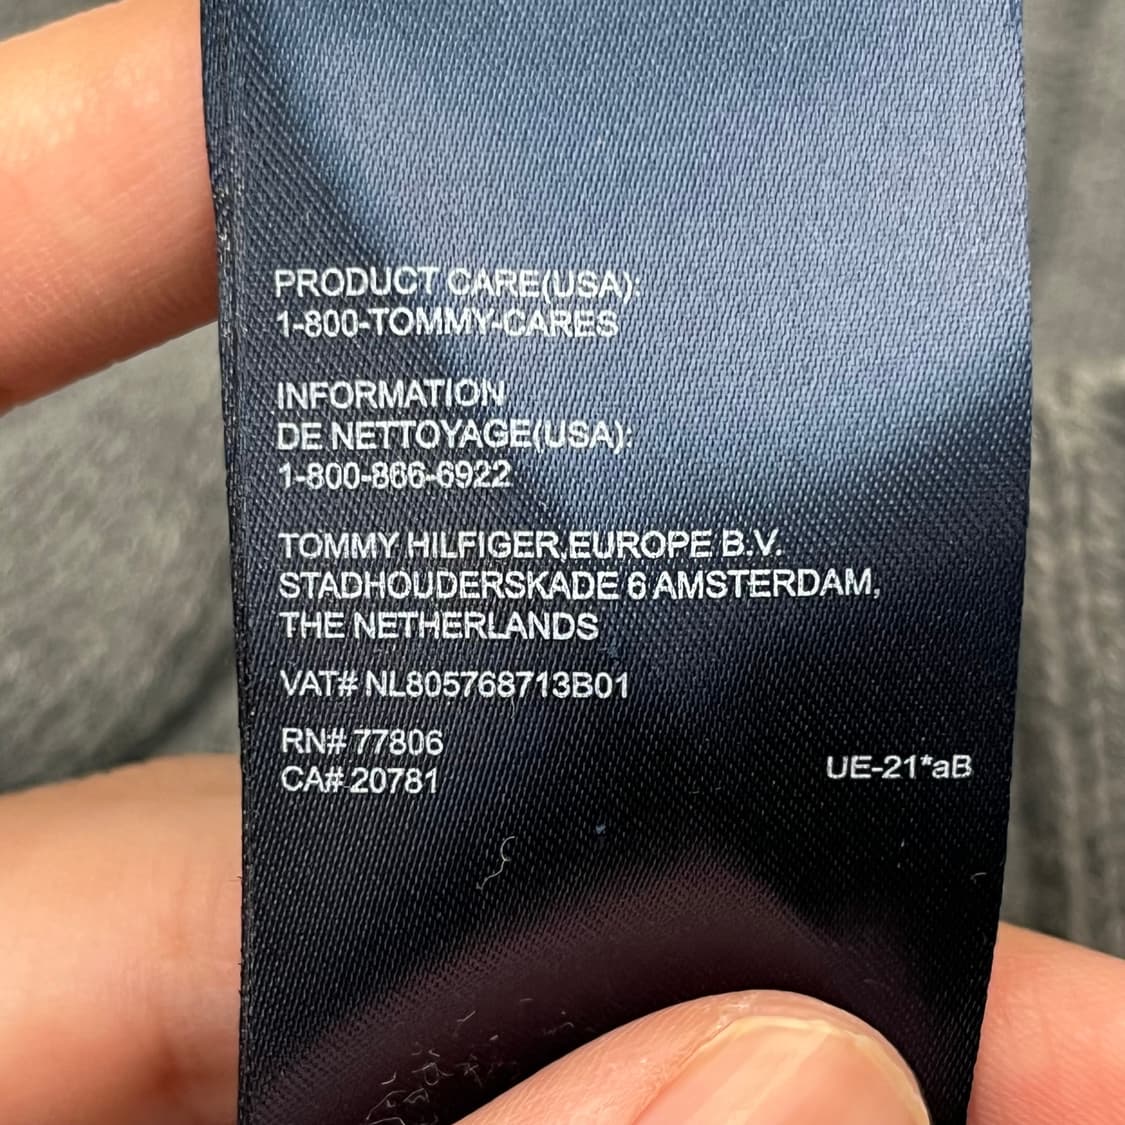 PRODUCT CARE(USA):
1-800-TOMMY-CARES
INFORMATION
DE NETTOYAGE(USA):
1-800-866-6922
TOMMY HILFIGER,EUROPE B.V.
STADHOUDERSKADE 6 AMSTERDAM,
THE NETHERLANDS
VAT# NL805768713B01
RN# 77806
CA# 20781
UE-21*aB